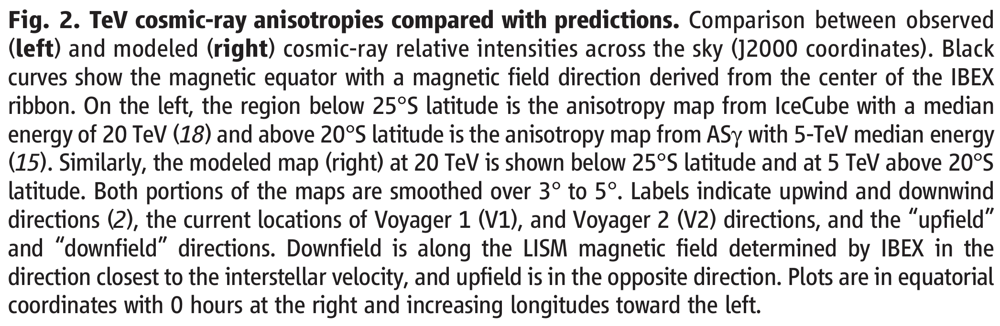 Fig. 2. TeV cosmic-ray anisotropies compared with predictions. Comparison between observed
(left) and modeled (right) cosmic-ray relative intensities across the sky (J2000 coordinates). Black
curves show the magnetic equator with a magnetic field direction derived from the center of the IBEX
ribbon. On the left, the region below 25°S latitude is the anisotropy map from IceCube with a median
energy of 20 TeV (18) and above 20°S latitude is the anisotropy map from ASγ with 5-TeV median energy
(15). Similarly, the modeled map (right) at 20 TeV is shown below 25°S latitude and at 5 TeV above 20°S
latitude. Both portions of the maps are smoothed over 3° to 5°. Labels indicate upwind and downwind
directions (2), the current locations of Voyager 1 (V1), and Voyager 2 (V2) directions, and the “upfield”
and “downfield” directions. Downfield is along the LISM magnetic field determined by IBEX in the
direction closest to the interstellar velocity, and upfield is in the opposite direction. Plots are in equatorial
coordinates with 0 hours at the right and increasing longitudes toward the left.